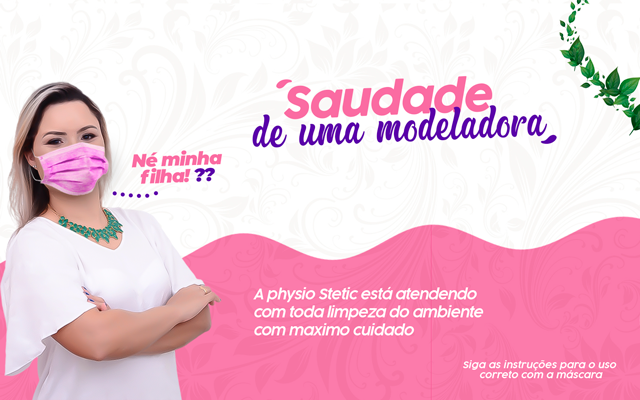 Saudade
de uma modeladora
Né minha
filha! ??
A physio Stetic está atendendo
com toda limpeza do ambiente
com maximo cuidado
Siga as instruções para o uso
correto com a máscara